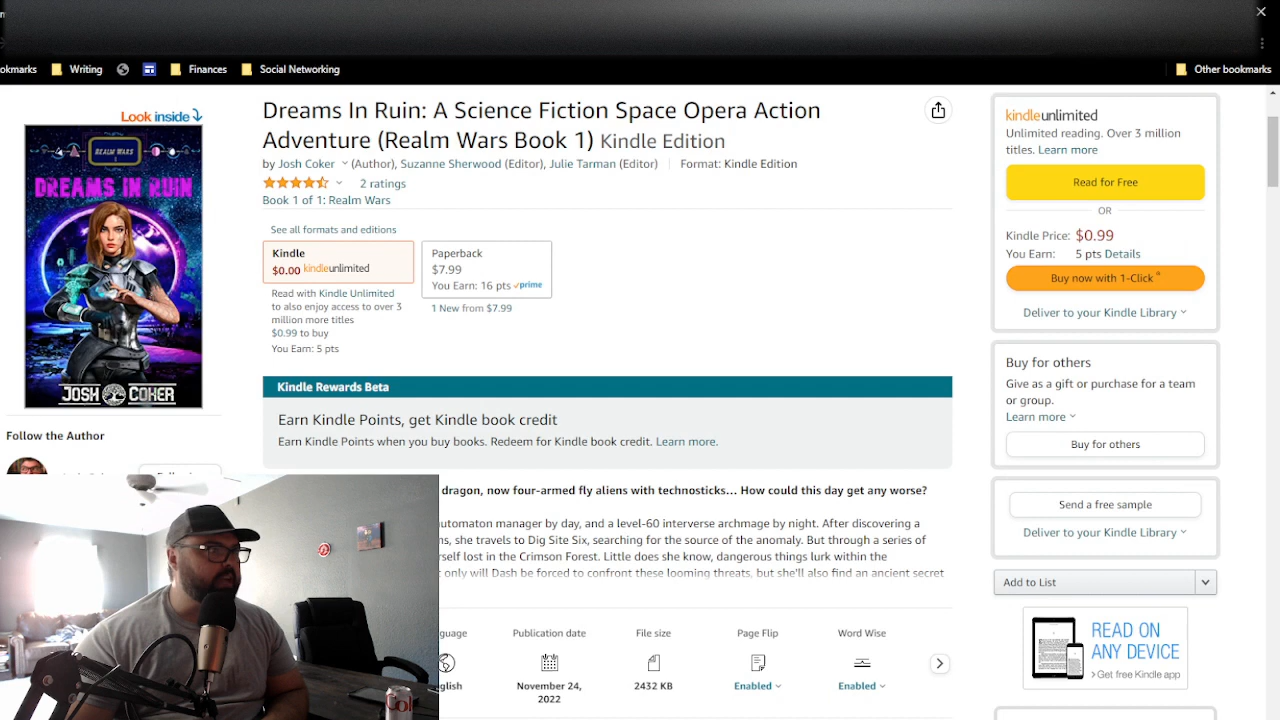 okmarks Writing Finances Social Networking Other bookmarks
Look inside
REALM WARS
DREAMS IN RUIN
JOSH COKER
Follow the Author
Dreams In Ruin: A Science Fiction Space Opera Action
Adventure (Realm Wars Book 1) Kindle Edition
by Josh Coker (Author), Suzanne Sherwood (Editor), Julie Tarman (Editor) Format: Kindle Edition
2 ratings
Book 1 of 1: Realm Wars
See all formats and editions
Kindle
$0.00 kindleunlimited
Read with Kindle Unlimited
to also enjoy access to over 3
million more titles
$0.99 to buy
You Earn: 5 pts
Paperback
$7.99
You Earn: 16 pts prime
1 New from $7.99
Kindle Rewards Beta
Earn Kindle Points, get Kindle book credit
Earn Kindle Points when you buy books. Redeem for Kindle book credit. Learn more.
dragon, now four-armed fly aliens with technosticks... How could this day get any worse?
utomaton manager by day, and a level-60 interverse archmage by night. After discovering a
s, she travels to Dig Site Six, searching for the source of the anomaly. But through a series of
rself lost in the Crimson Forest. Little does she know, dangerous things lurk within the
only will Dash be forced to confront these looming threats, but she'll also find an ancient secret
guage
glish
Publication date
November 24,
2022
File size
2432 KB
Page Flip
Enabled
Word Wise
Enabled
kindleunlimited
Unlimited reading. Over 3 million
titles. Learn more
Read for Free
OR
Kindle Price: $0.99
You Earn: 5 pts Details
Buy now with 1-Click
Deliver to your Kindle Library
Buy for others
Give as a gift or purchase for a team
or group.
Learn more
Buy for others
Send a free sample
Deliver to your Kindle Library
Add to List
READ ON
ANY DEVICE
Get free Kindle app